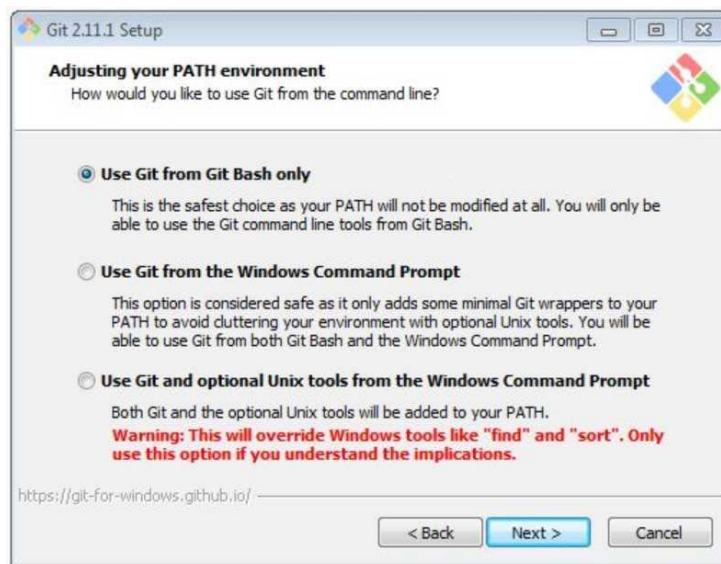 Git 2.11.1 Setup
Adjusting your PATH environment
How would you like to use Git from the command line?
Use Git from Git Bash only
This is the safest choice as your PATH will not be modified at all. You will only be
able to use the Git command line tools from Git Bash.
Use Git from the Windows Command Prompt
This option is considered safe as it only adds some minimal Git wrappers to your
PATH to avoid cluttering your environment with optional Unix tools. You will be
able to use Git from both Git Bash and the Windows Command Prompt.
Use Git and optional Unix tools from the Windows Command Prompt
Both Git and the optional Unix tools will be added to your PATH.
Warning: This will override Windows tools like "find" and "sort". Only
use this option if you understand the implications.
https://git-for-windows.github.io/
< Back Next > Cancel